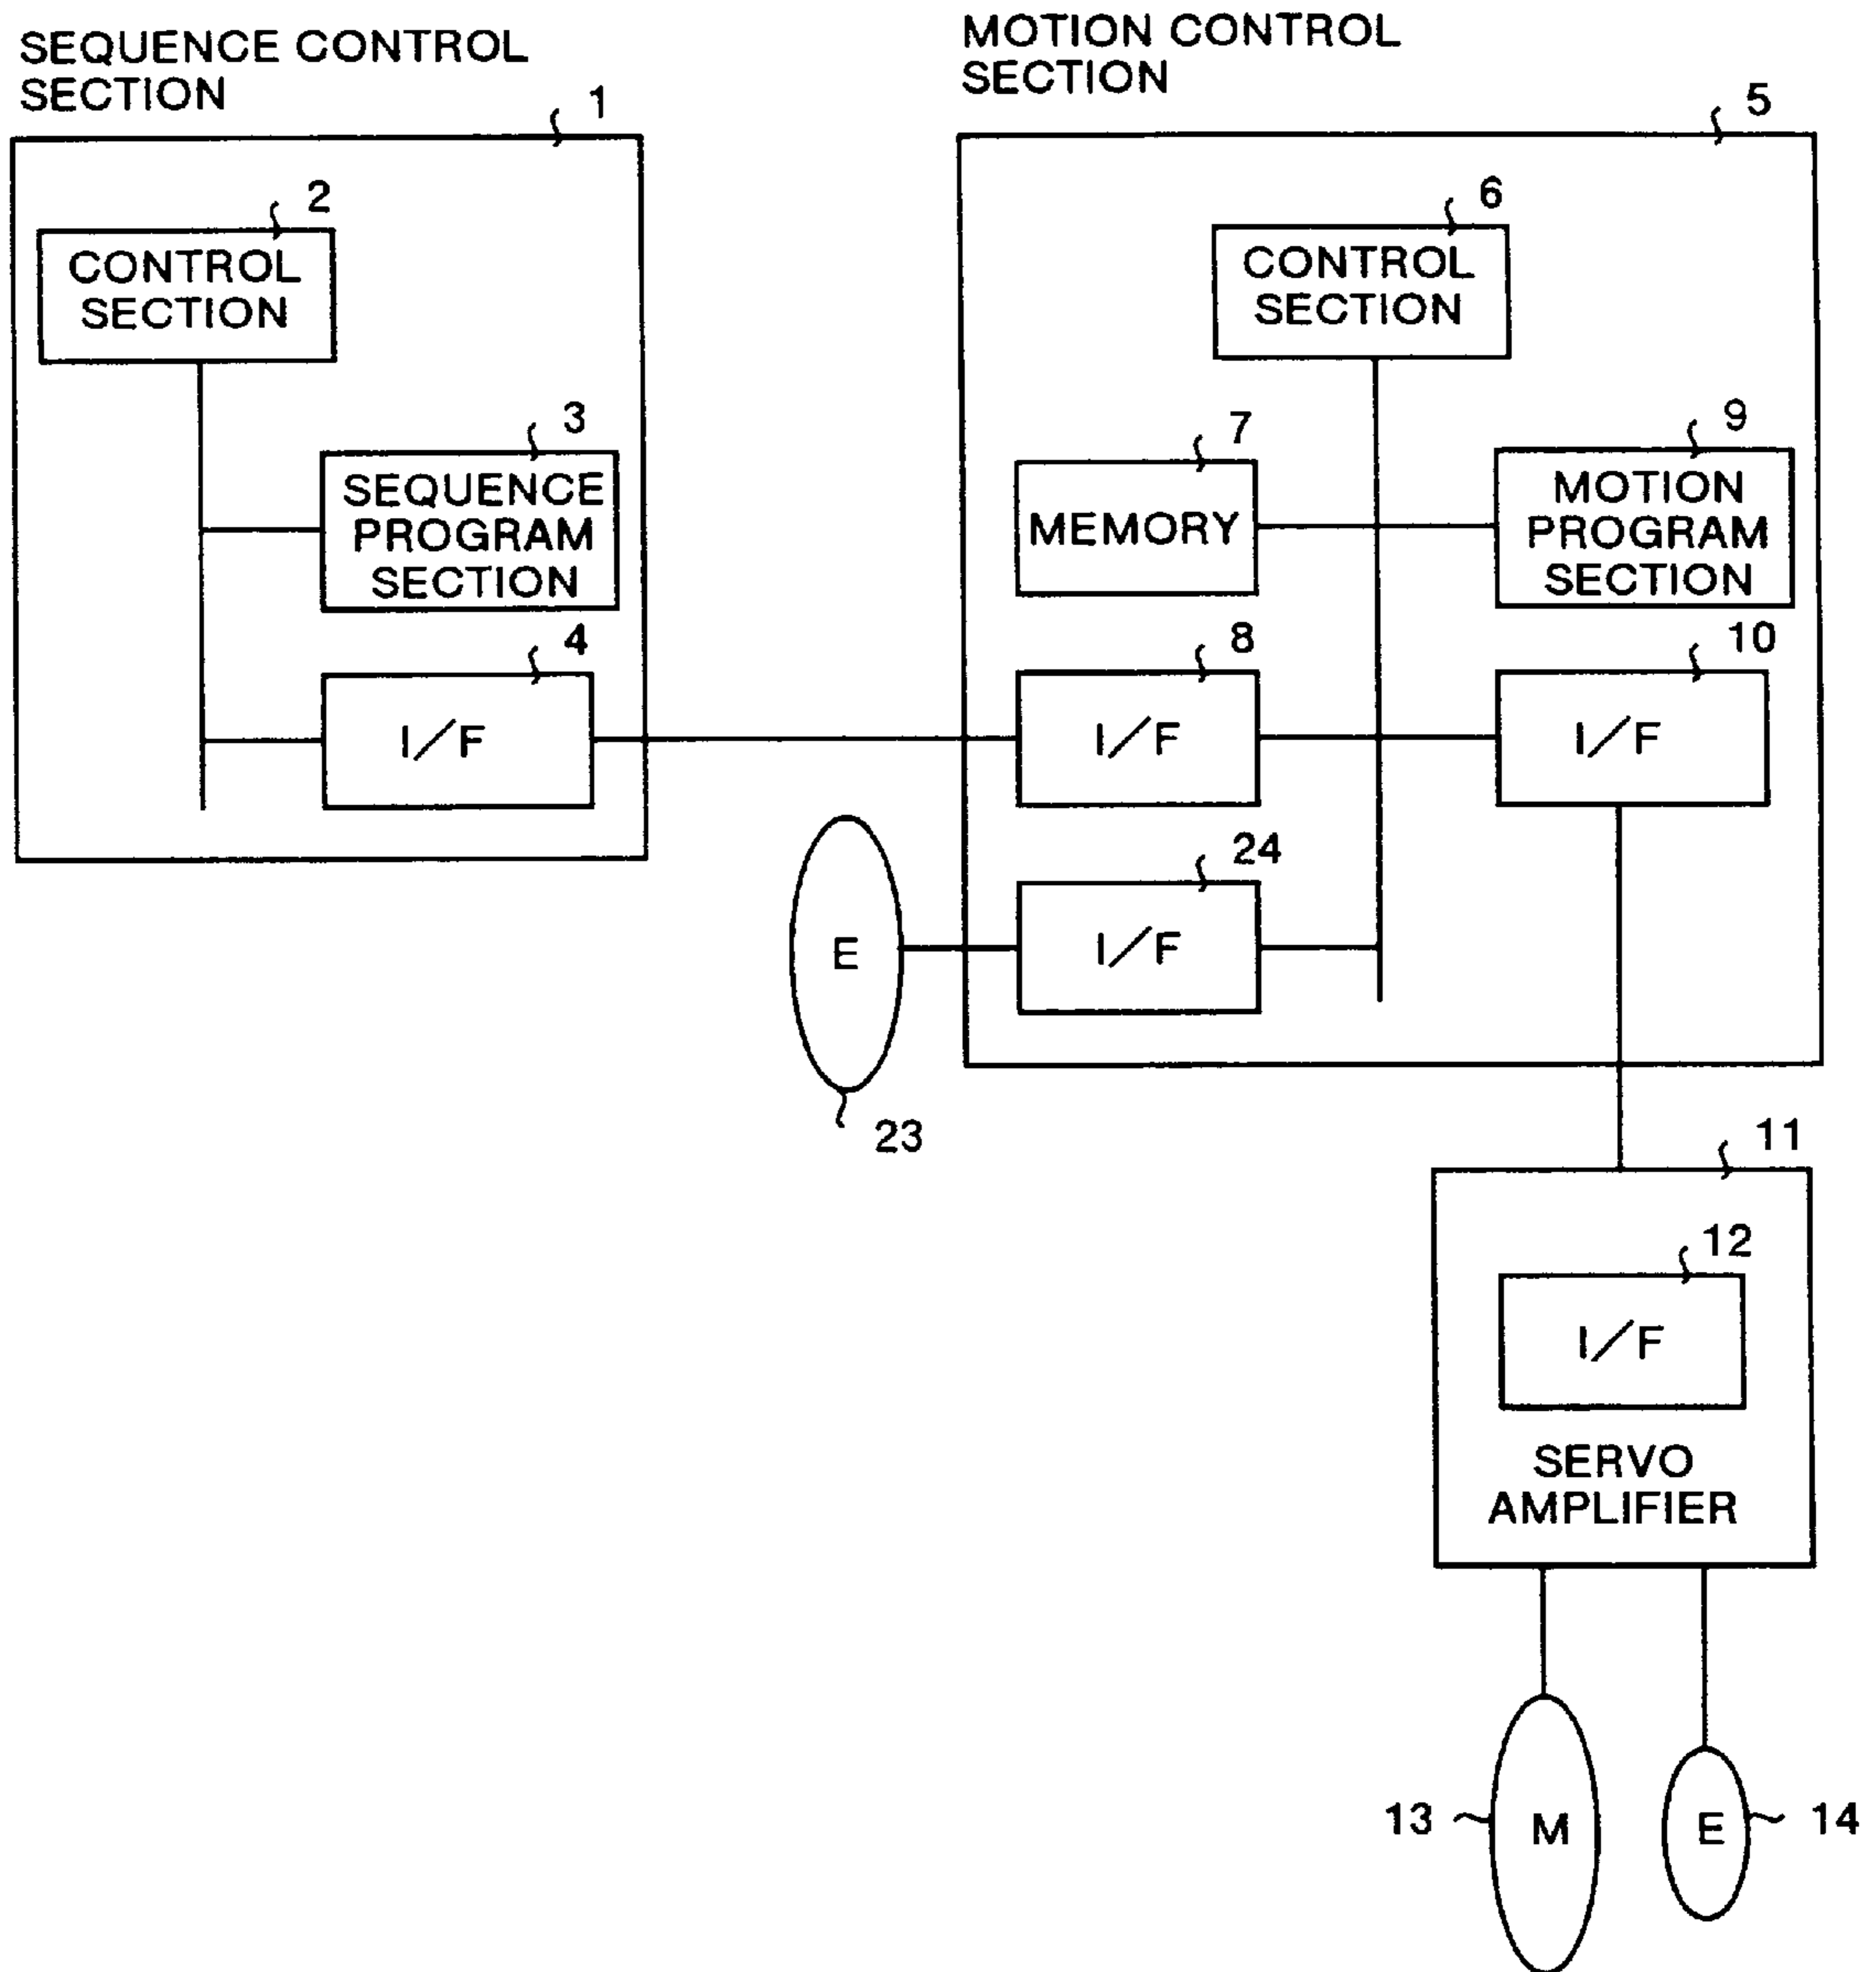 SEQUENCE CONTROL
SECTION
1
2
CONTROL
SECTION
3
SEQUENCE
PROGRAM
SECTION
4
I/F
MOTION CONTROL
SECTION
5
6
CONTROL
SECTION
7
MEMORY
9
MOTION
PROGRAM
SECTION
8
I/F
10
I/F
24
I/F
E
23
11
12
I/F
SERVO
AMPLIFIER
13
M
E
14